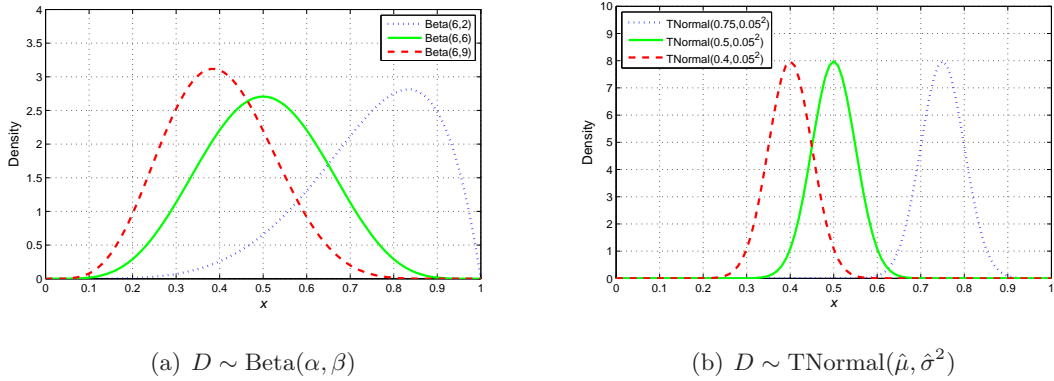 4
3.5
3
2.5
2
1.5
1
0.5
0
Density
0 0.1 0.2 0.3 0.4 0.5 0.6 0.7 0.8 0.9 1
x
Beta(6,2)
Beta(6,6)
Beta(6,9)
(a) D ∼ Beta(α, β)
10
9
8
7
6
5
4
3
2
1
0
Density
0 0.1 0.2 0.3 0.4 0.5 0.6 0.7 0.8 0.9 1
x
TNormal(0.75,0.05²)
TNormal(0.5,0.05²)
TNormal(0.4,0.05²)
(b) D ∼ TNormal(μ̂, σ̂²)